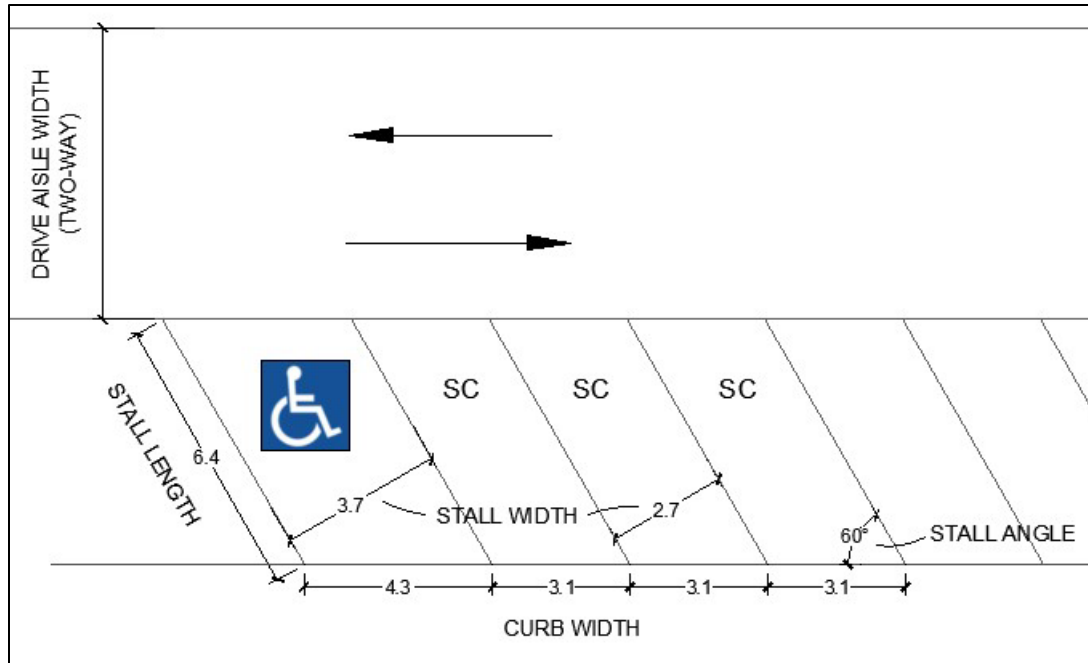 DRIVE AISLE WIDTH
(TWO-WAY)
SC
SC
SC
STALL LENGTH
6.4
3.7
STALL WIDTH
2.7
60°
STALL ANGLE
4.3
3.1
3.1
3.1
CURB WIDTH